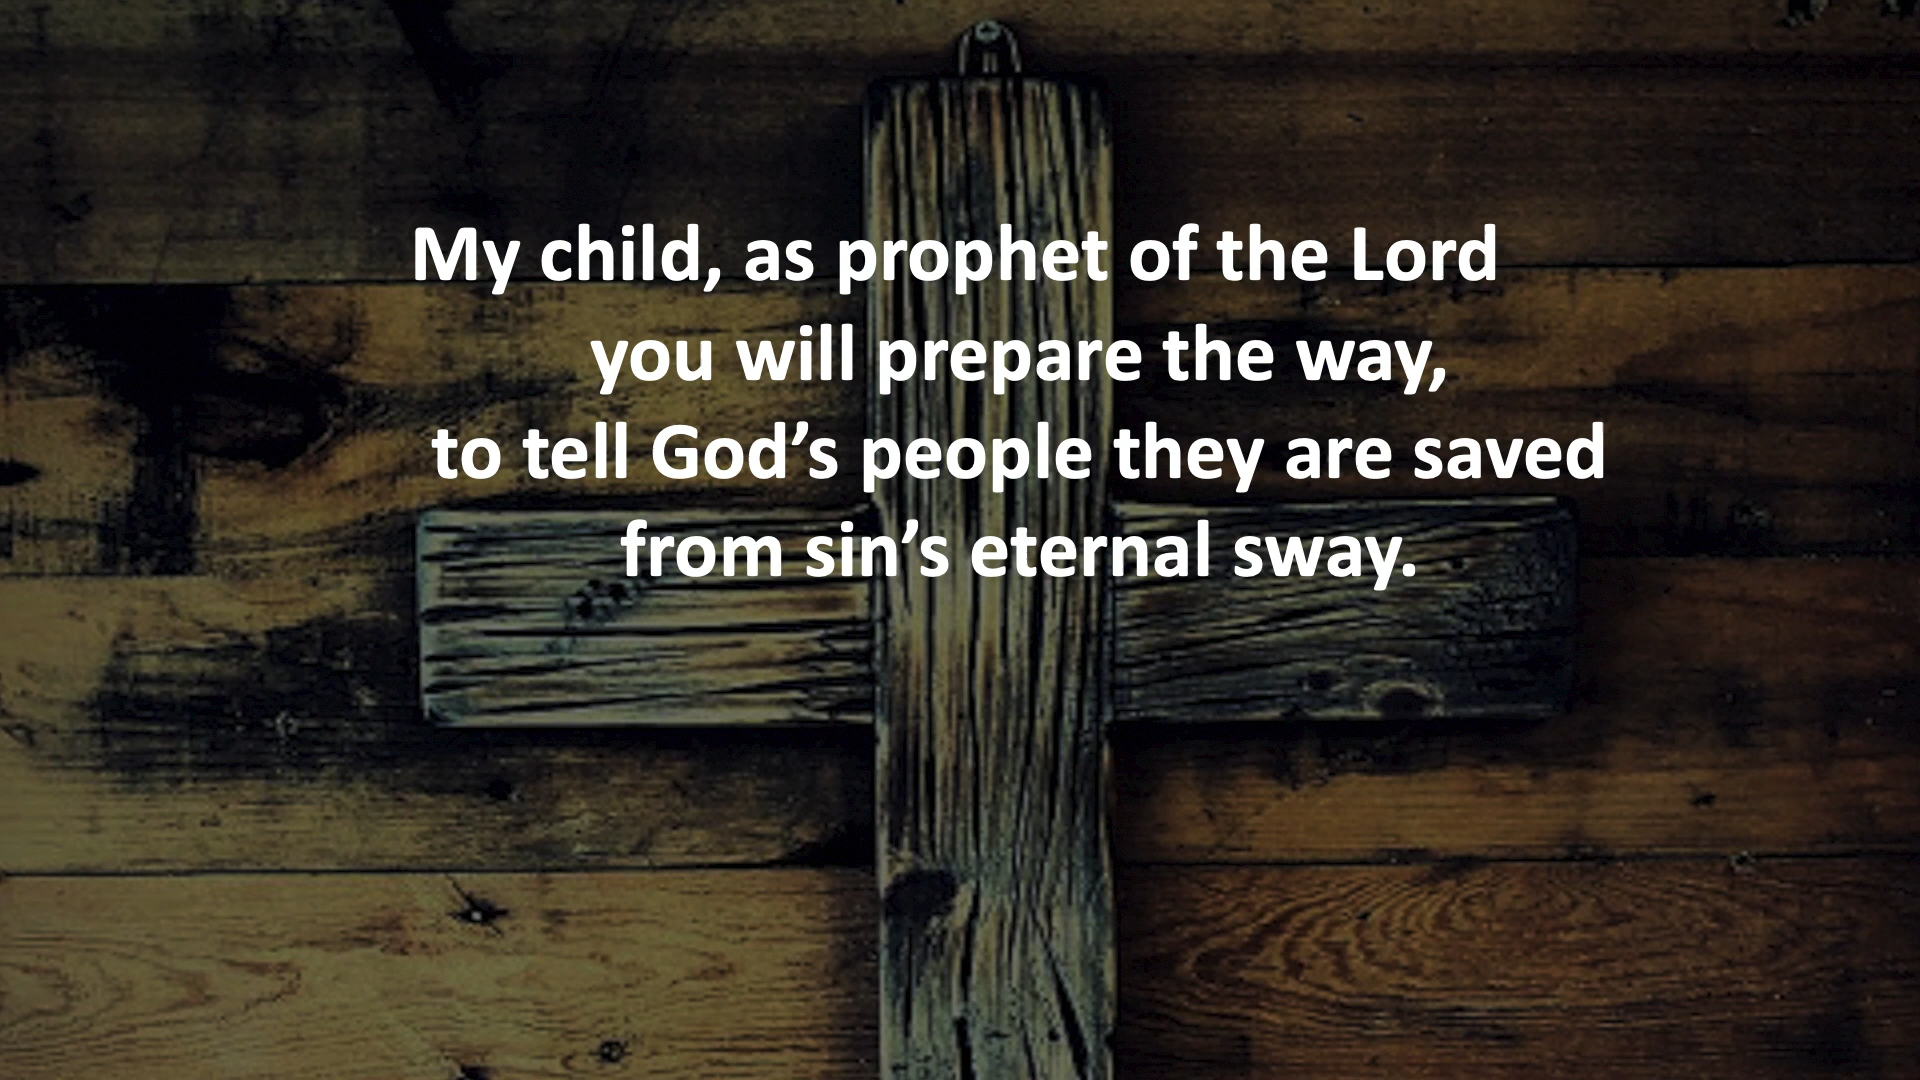 My child, as prophet of the Lord
you will prepare the way,
to tell God’s people they are saved
from sin’s eternal sway.